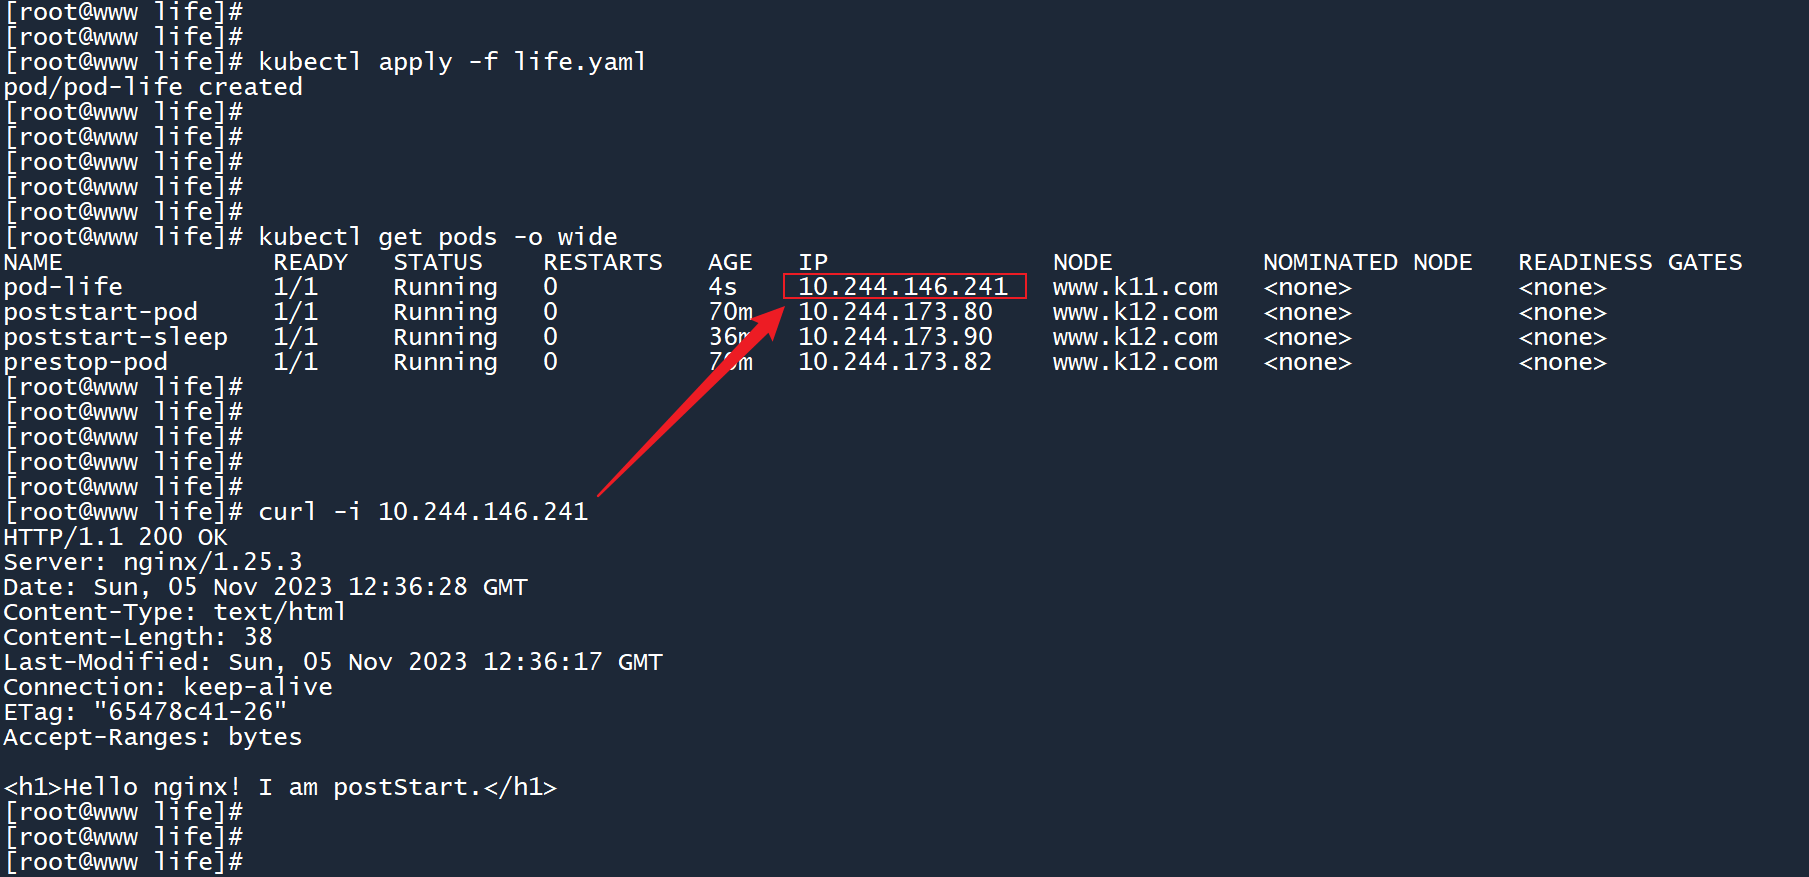 [root@www life]#
[root@www life]#
[root@www life]# kubectl apply -f life.yaml
pod/pod-life created
[root@www life]#
[root@www life]#
[root@www life]#
[root@www life]#
[root@www life]#
[root@www life]# kubectl get pods -o wide
NAME READY STATUS RESTARTS AGE IP NODE NOMINATED NODE READINESS GATES
pod-life 1/1 Running 0 4s 10.244.146.241 www.k11.com <none> <none>
poststart-pod 1/1 Running 0 70m 10.244.173.80 www.k12.com <none> <none>
poststart-sleep 1/1 Running 0 36m 10.244.173.90 www.k12.com <none> <none>
prestop-pod 1/1 Running 0 70m 10.244.173.82 www.k12.com <none> <none>
[root@www life]#
[root@www life]#
[root@www life]#
[root@www life]#
[root@www life]#
[root@www life]# curl -i 10.244.146.241
HTTP/1.1 200 OK
Server: nginx/1.25.3
Date: Sun, 05 Nov 2023 12:36:28 GMT
Content-Type: text/html
Content-Length: 38
Last-Modified: Sun, 05 Nov 2023 12:36:17 GMT
Connection: keep-alive
ETag: "65478c41-26"
Accept-Ranges: bytes
<h1>Hello nginx! I am postStart.</h1>
[root@www life]#
[root@www life]#
[root@www life]#